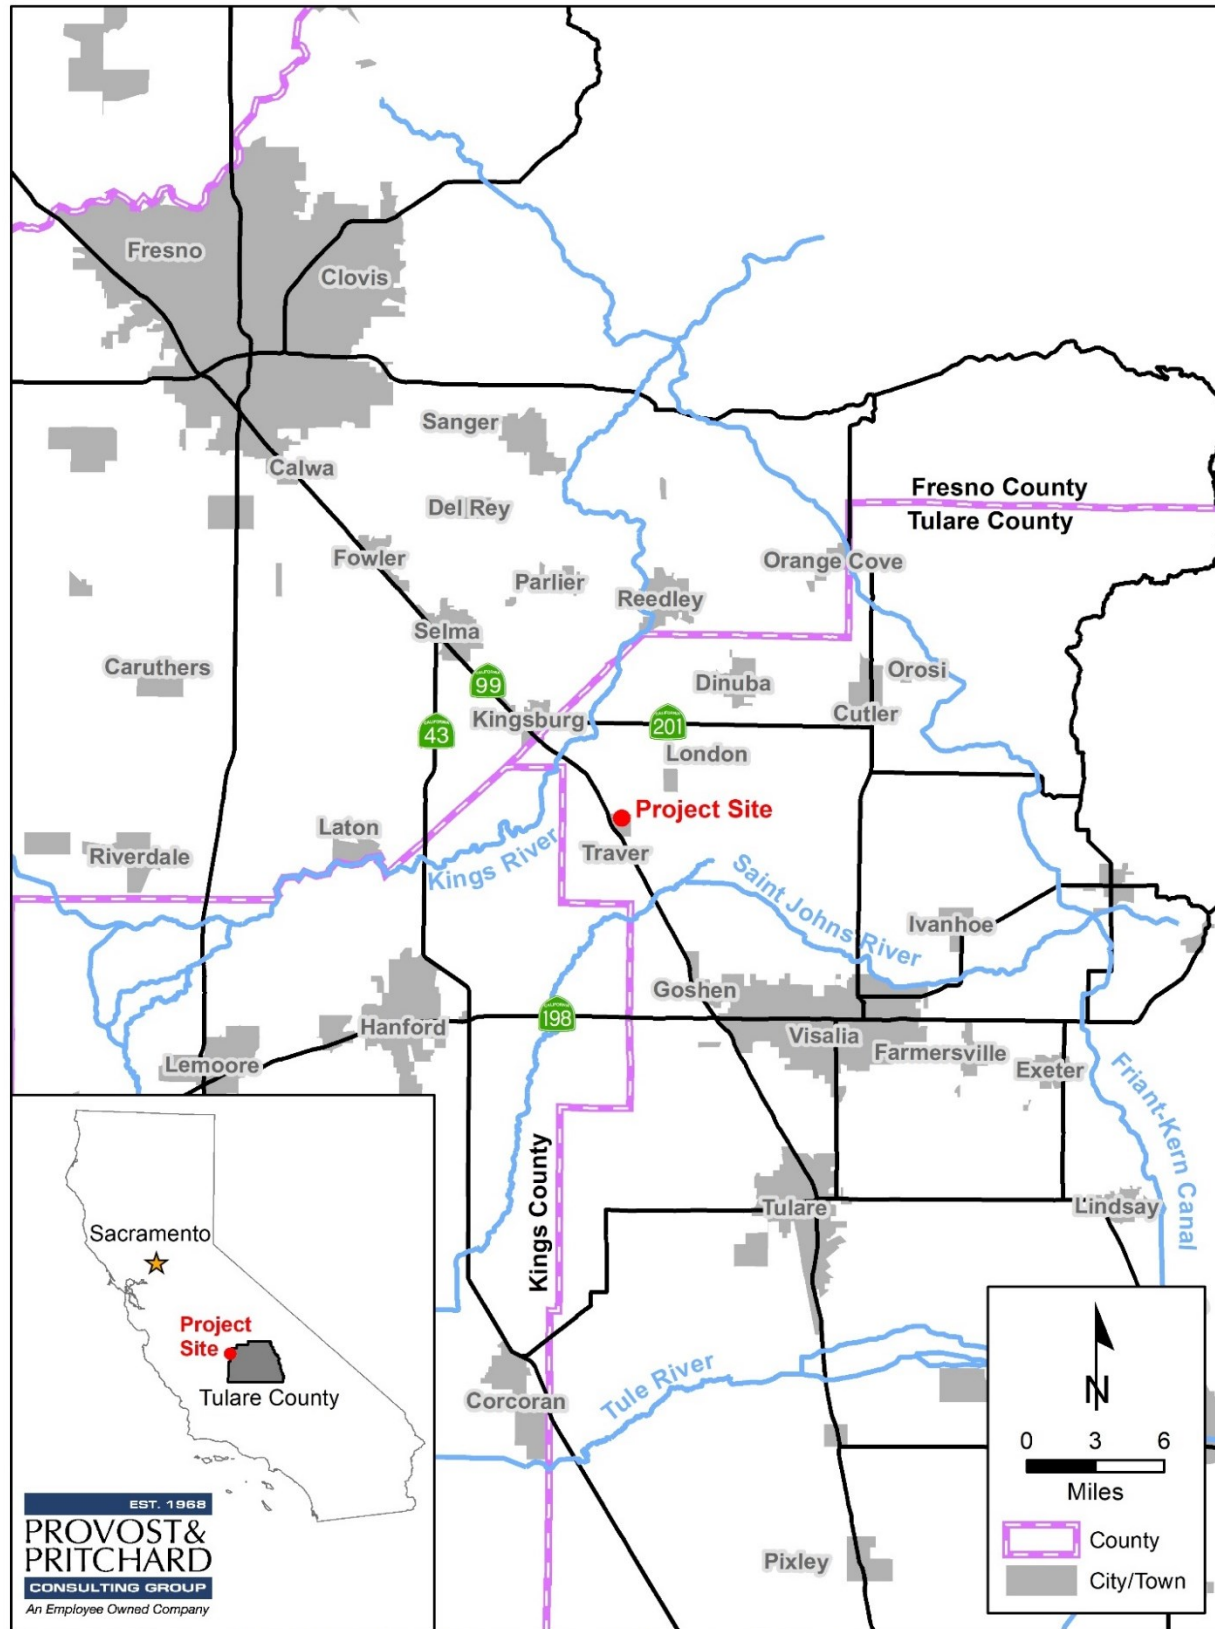 Fresno
Clovis
Sanger
Calwa
Del Rey
Fresno County
Tulare County
Fowler
Orange Cove
Parlier
Reedley
Selma
Caruthers
CALIFORNIA
99
Dinuba
Orosi
Kingsburg
CALIFORNIA
43
CALIFORNIA
201
Cutler
London
Project Site
Laton
Riverdale
Kings River
Traver
Saint Johns River
Ivanhoe
Goshen
CALIFORNIA
198
Hanford
Visalia
Farmersville
Lemoore
Exeter
Friant-Kern Canal
Kings County
Tulare
Lindsay
Sacramento
Project
Site
Tulare County
Tule River
Corcoran
Pixley
N
0 3 6
Miles
County
City/Town
EST. 1968
PROVOST&
PRITCHARD
CONSULTING GROUP
An Employee Owned Company